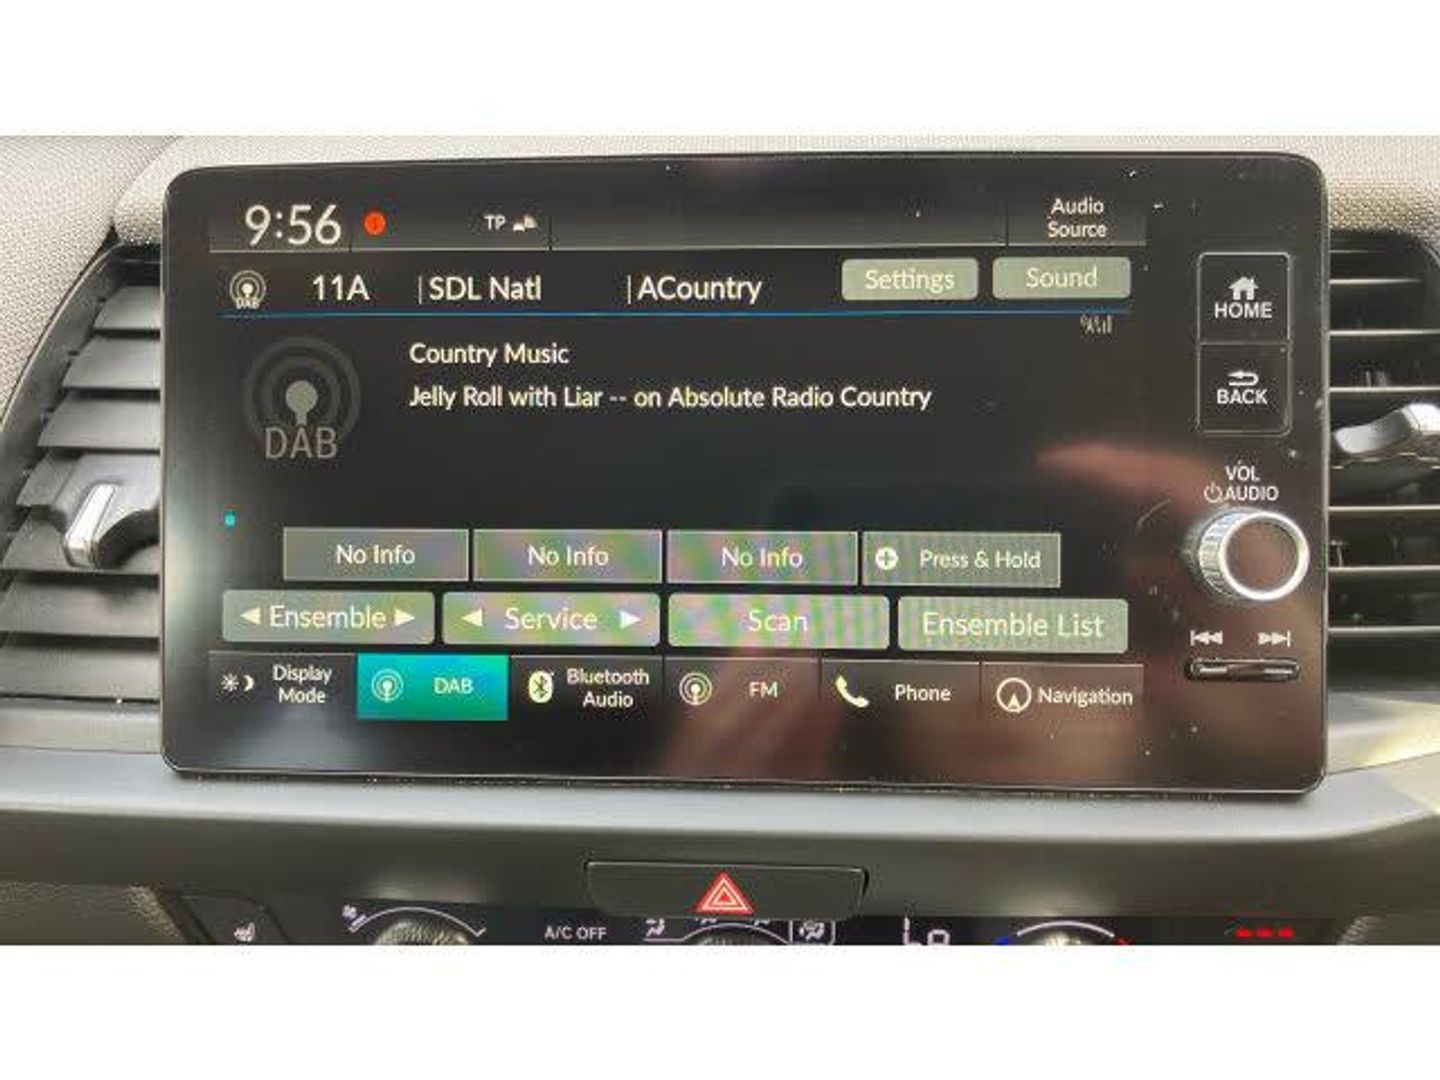 9:56
TP
Audio
Source
DAB
11A
SDL Natl
ACountry
Settings
Sound
HOME
Country Music
Jelly Roll with Liar -- on Absolute Radio Country
BACK
DAB
VOL
AUDIO
No Info
No Info
No Info
Press & Hold
Ensemble
Service
Scan
Ensemble List
Display
Mode
DAB
Bluetooth
Audio
FM
Phone
Navigation
A/C OFF
Lo